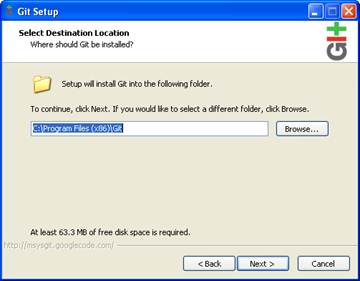 Git Setup
Select Destination Location
Where should Git be installed?
Git
Setup will install Git into the following folder.
To continue, click Next. If you would like to select a different folder, click Browse.
C:\Program Files (x86)\Git
Browse...
At least 63.3 MB of free disk space is required.
http://msysgit.googlecode.com/
< Back
Next >
Cancel